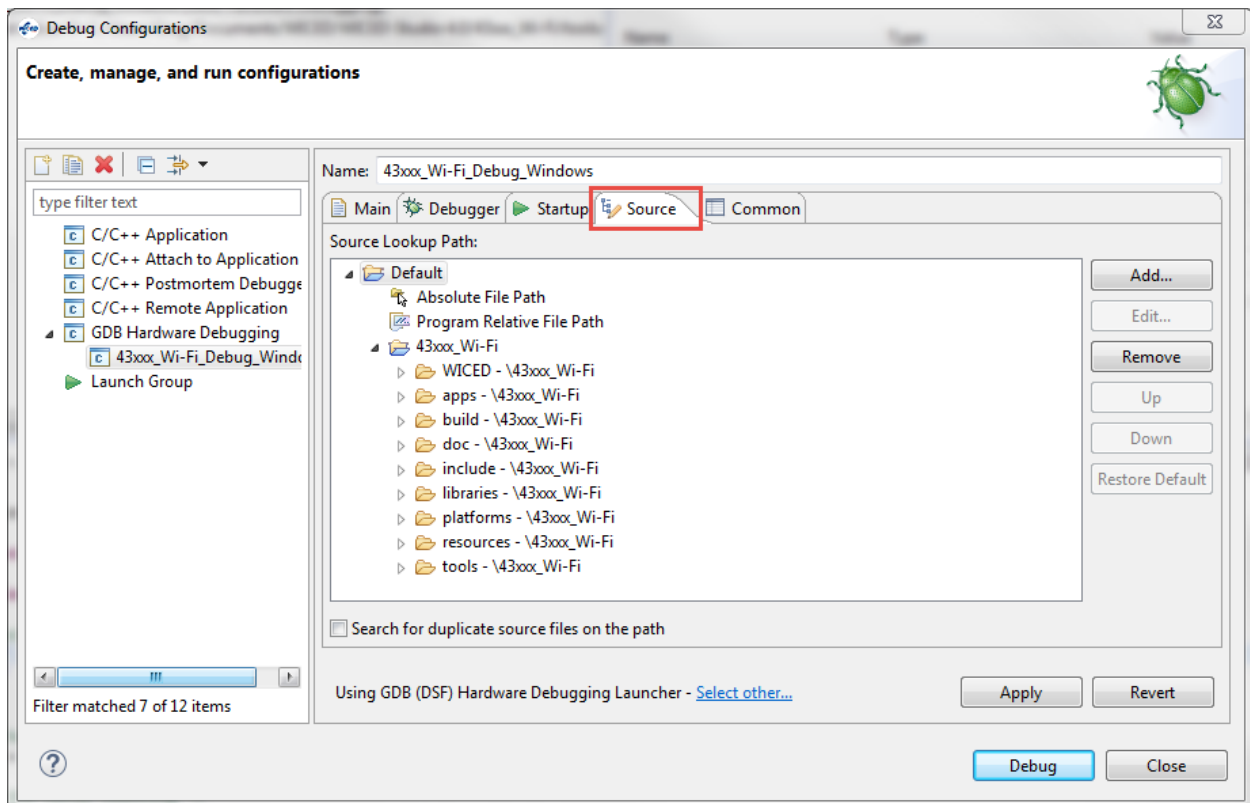 Debug Configurations
Create, manage, and run configurations
type filter text
C/C++ Application
C/C++ Attach to Application
C/C++ Postmortem Debugge
C/C++ Remote Application
GDB Hardware Debugging
43xxx_Wi-Fi_Debug_Windo
Launch Group
Filter matched 7 of 12 items
Name: 43xxx_Wi-Fi_Debug_Windows
Main Debugger Startup Source Common
Source Lookup Path:
Default
Absolute File Path
Program Relative File Path
43xxx_Wi-Fi
WICED - \43xxx_Wi-Fi
apps - \43xxx_Wi-Fi
build - \43xxx_Wi-Fi
doc - \43xxx_Wi-Fi
include - \43xxx_Wi-Fi
libraries - \43xxx_Wi-Fi
platforms - \43xxx_Wi-Fi
resources - \43xxx_Wi-Fi
tools - \43xxx_Wi-Fi
Add...
Edit...
Remove
Up
Down
Restore Default
Search for duplicate source files on the path
Using GDB (DSF) Hardware Debugging Launcher - Select other...
Apply Revert
Debug Close